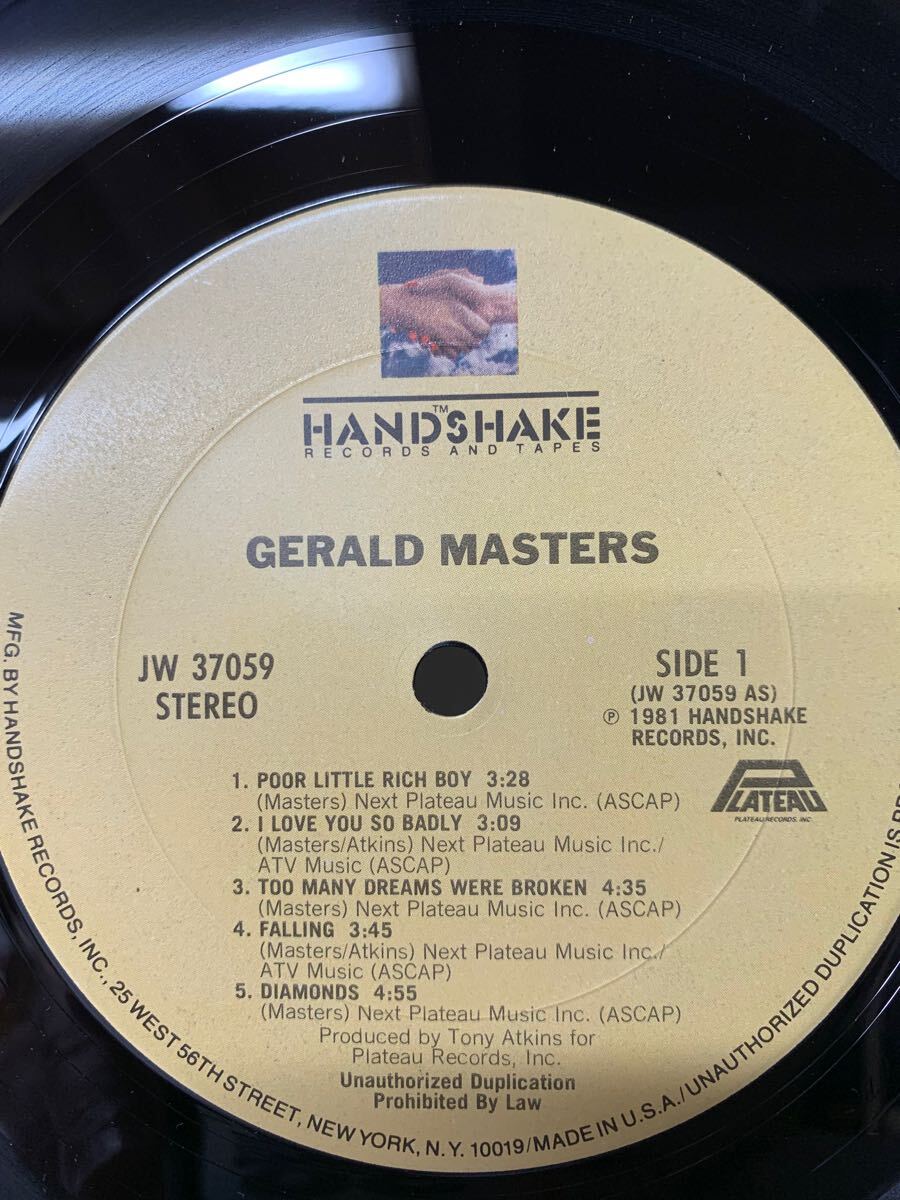 TM
HANDSHAKE
RECORDS AND TAPES
GERALD MASTERS
JW 37059
STEREO
SIDE 1
(JW 37059 AS)
℗ 1981 HANDSHAKE
RECORDS, INC.
PLATEAU
PLATEAU RECORDS, INC.
1. POOR LITTLE RICH BOY 3:28
(Masters) Next Plateau Music Inc. (ASCAP)
2. I LOVE YOU SO BADLY 3:09
(Masters/Atkins) Next Plateau Music Inc./
ATV Music (ASCAP)
3. TOO MANY DREAMS WERE BROKEN 4:35
(Masters) Next Plateau Music Inc. (ASCAP)
4. FALLING 3:45
(Masters/Atkins) Next Plateau Music Inc./
ATV Music (ASCAP)
5. DIAMONDS 4:55
(Masters) Next Plateau Music Inc. (ASCAP)
Produced by Tony Atkins for
Plateau Records, Inc.
Unauthorized Duplication
Prohibited By Law
MFG. BY HANDSHAKE RECORDS, INC., 25 WEST 56TH STREET, NEW YORK, N.Y. 10019/MADE IN U.S.A./UNAUTHORIZED DUPLICATION IS